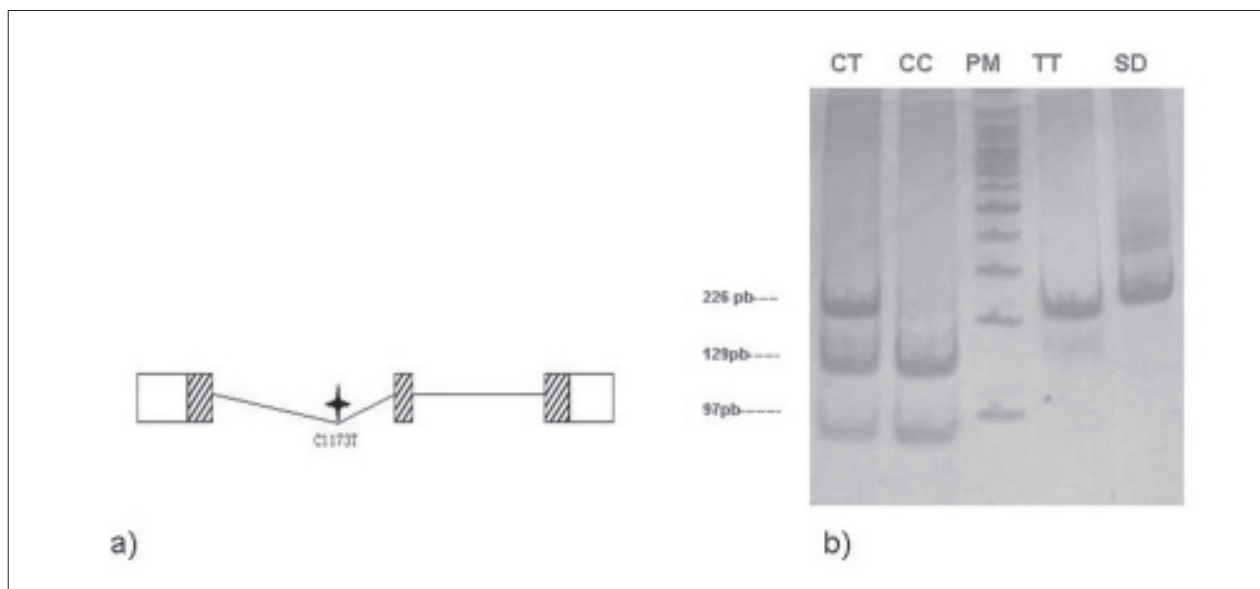 CT CC PM TT SD
226 pb----
129pb-----
97pb------
C1173T
a)
b)